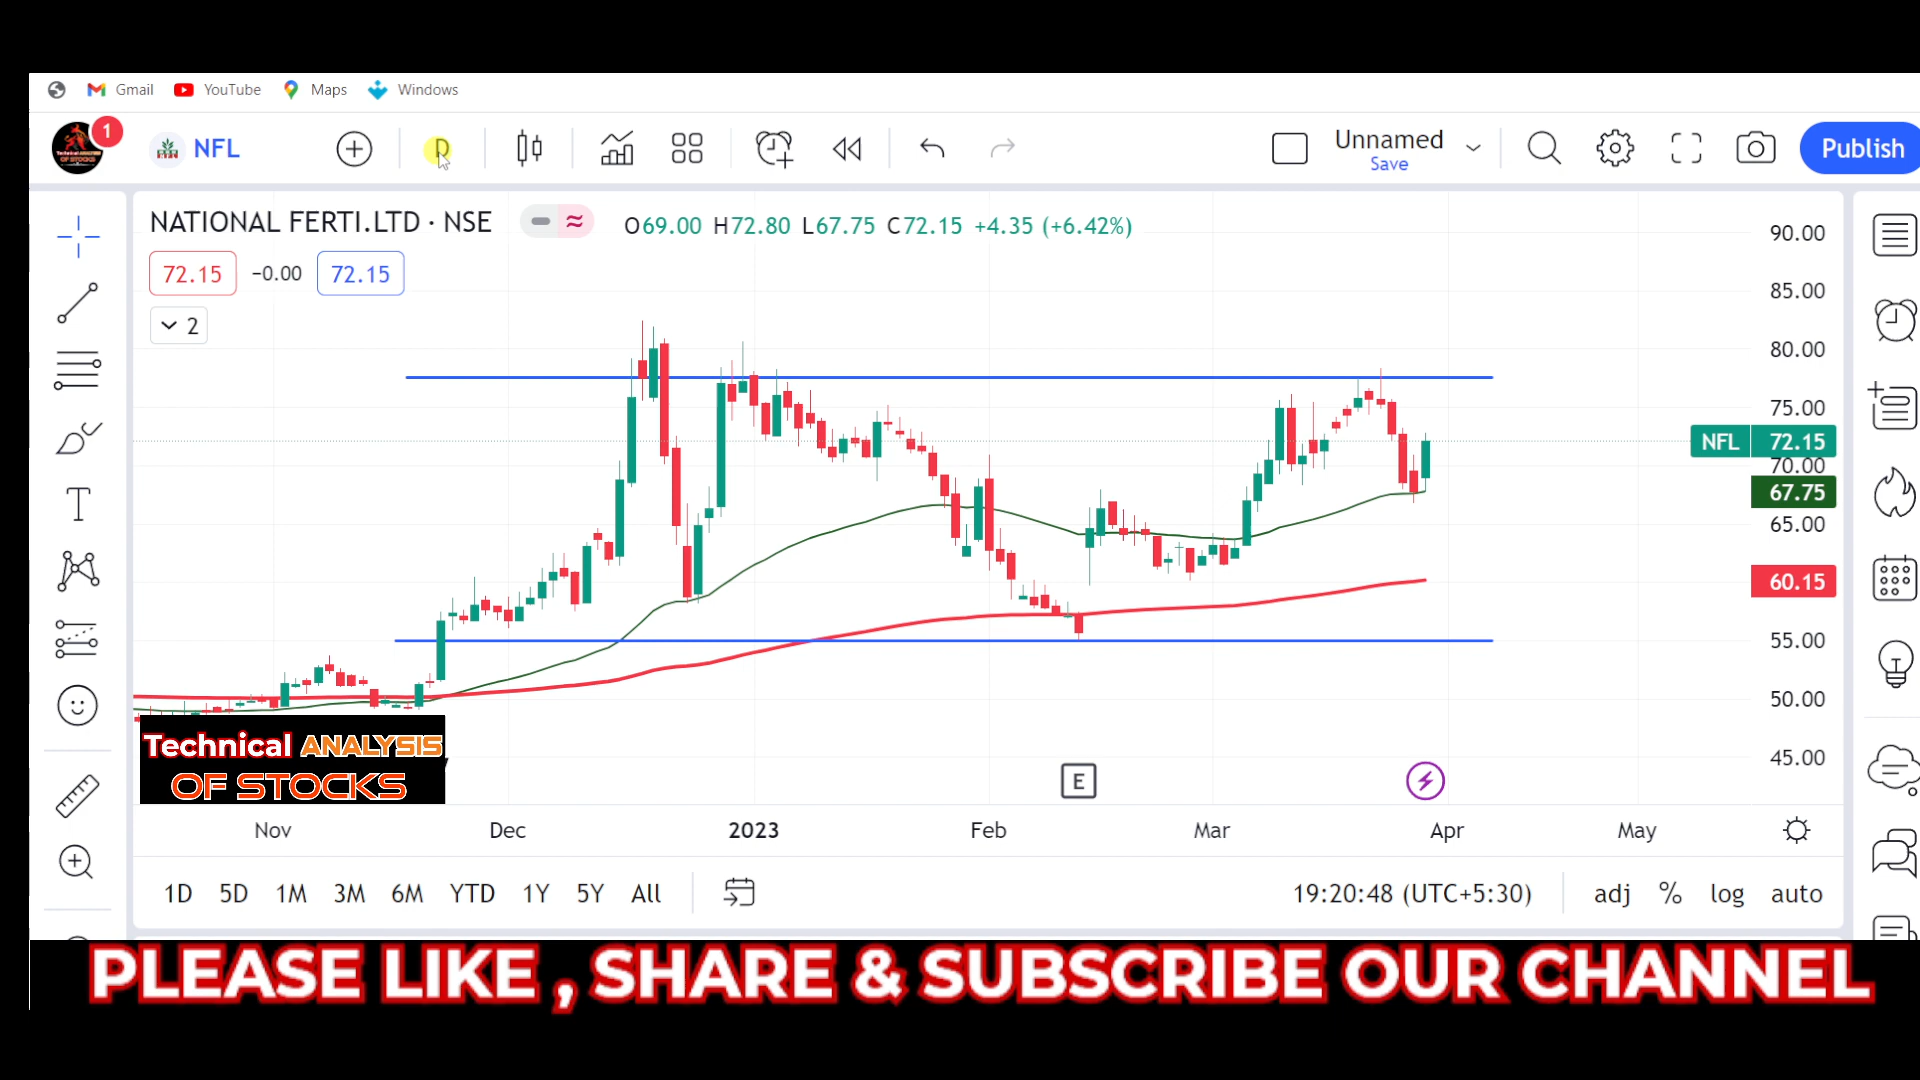 Gmail YouTube Maps Windows
1 NFL D Unnamed Save Publish
NATIONAL FERTI.LTD · NSE O69.00 H72.80 L67.75 C72.15 +4.35 (+6.42%)
72.15 −0.00 72.15
2
90.00
85.00
80.00
75.00
NFL 72.15
70.00
67.75
65.00
60.15
55.00
50.00
45.00
Technical ANALYSIS
OF STOCKS
E
Nov Dec 2023 Feb Mar Apr May
1D 5D 1M 3M 6M YTD 1Y 5Y All 19:20:48 (UTC+5:30) adj % log auto
PLEASE LIKE , SHARE & SUBSCRIBE OUR CHANNEL